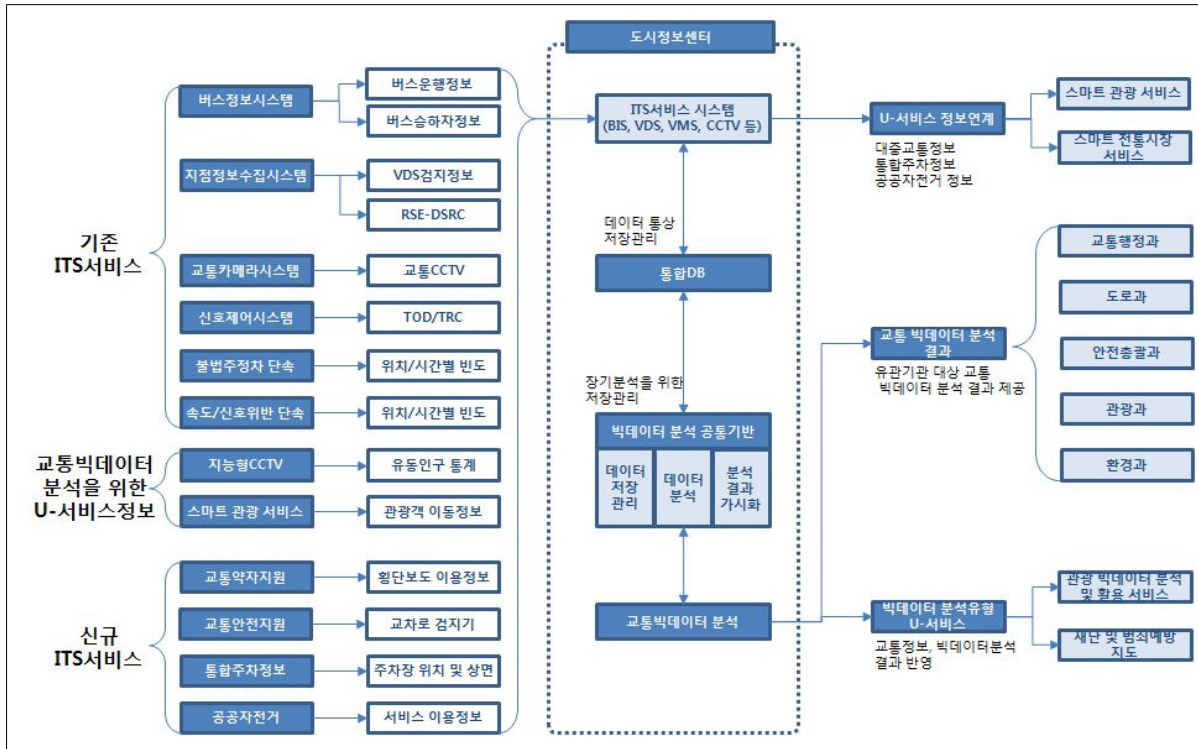 도시정보센터
기존
ITS서비스
버스정보시스템
버스운행정보
버스승하자정보
지점정보수집시스템
VDS검지정보
RSE-DSRC
교통카메라시스템
교통CCTV
신호제어시스템
TOD/TRC
불법주정차 단속
위치/시간별 빈도
속도/신호위반 단속
위치/시간별 빈도
교통빅데이터
분석을 위한
U-서비스정보
지능형CCTV
유동인구 통계
스마트 관광 서비스
관광객 이동정보
신규
ITS서비스
교통약자지원
횡단보도 이용정보
교통안전지원
교차로 검지기
통합주차정보
주차장 위치 및 상면
공공자전거
서비스 이용정보
ITS서비스 시스템
(BIS, VDS, VMS, CCTV 등)
데이터 통상
저장관리
통합DB
장기분석을 위한
저장관리
빅데이터 분석 공통기반
데이터
저장
관리
데이터
분석
분석
결과
가시화
교통빅데이터 분석
U-서비스 정보연계
대중교통정보
통합주차정보
공공자전거 정보
스마트 관광 서비스
스마트 전통시장
서비스
교통 빅데이터 분석
결과
유관기관 대상 교통
빅데이터 분석 결과 제공
교통행정과
도로과
안전총괄과
관광과
환경과
빅데이터 분석유형
U-서비스
교통정보, 빅데이터분석
결과 반영
관광 빅데이터 분석
및 활용 서비스
재난 및 범죄예방
지도